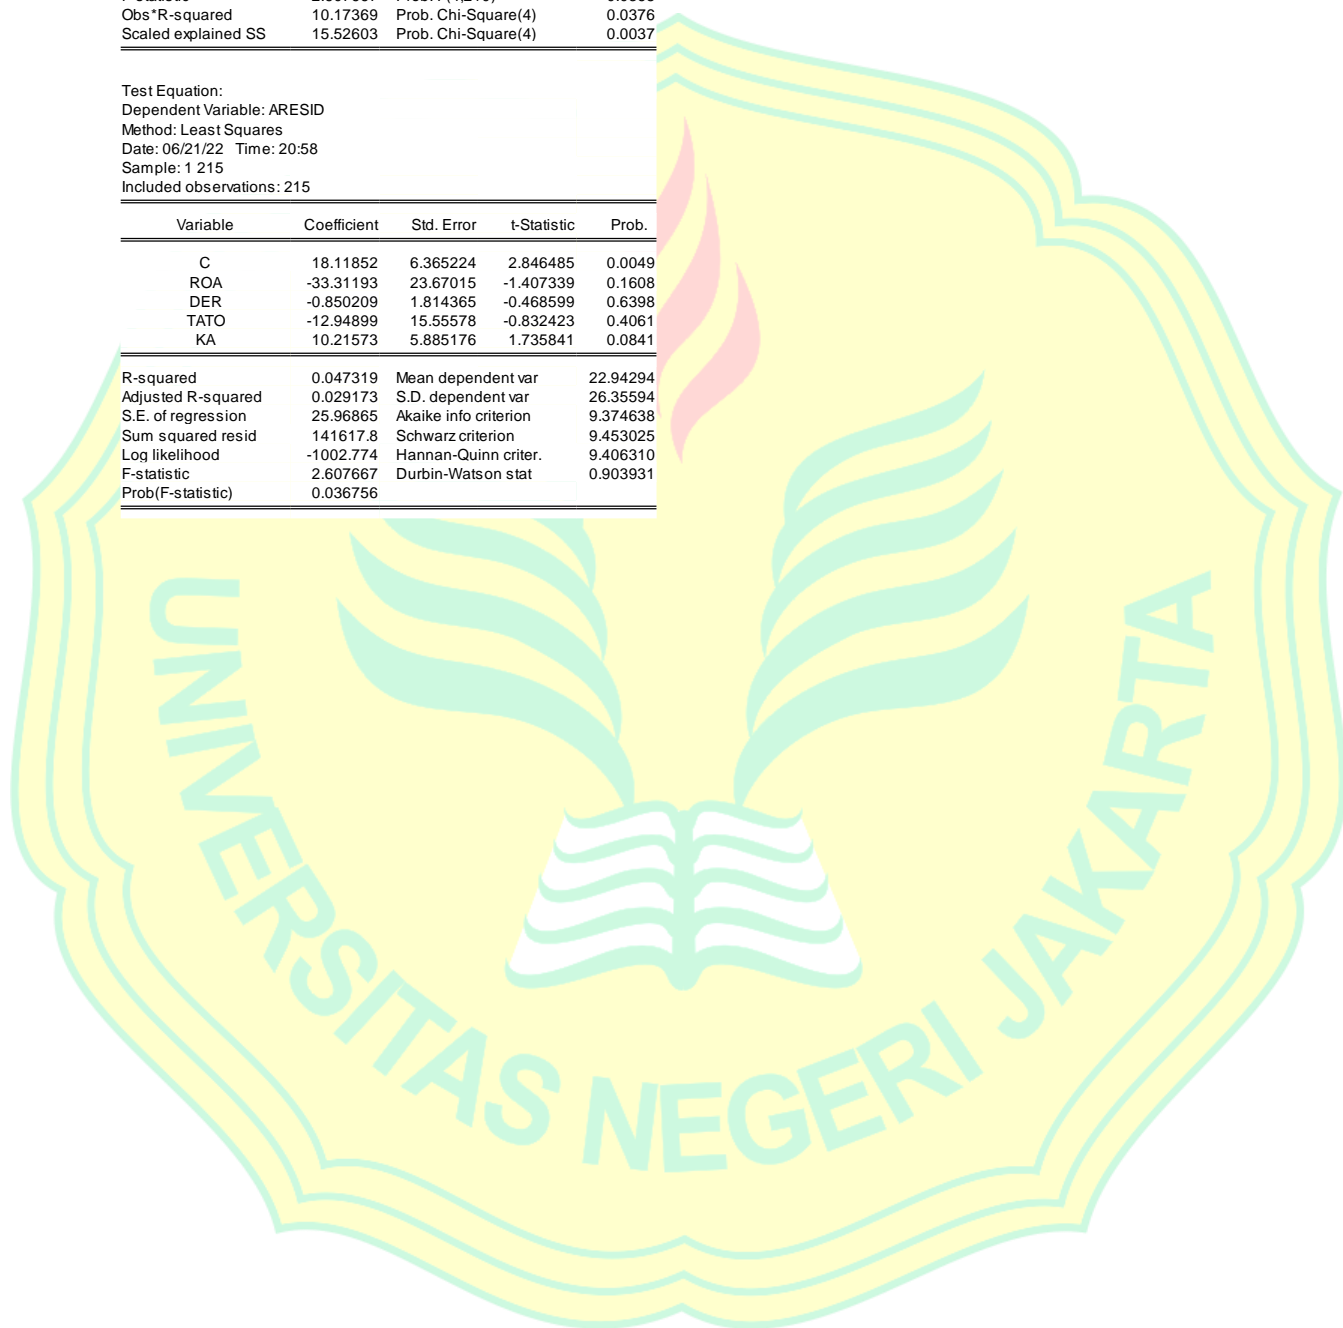 Obs*R-squared 10.17369 Prob. Chi-Square(4) 0.0376
Scaled explained SS 15.52603 Prob. Chi-Square(4) 0.0037
Test Equation:
Dependent Variable: ARESID
Method: Least Squares
Date: 06/21/22 Time: 20:58
Sample: 1 215
Included observations: 215
Variable Coefficient Std. Error t-Statistic Prob.
C 18.11852 6.365224 2.846485 0.0049
ROA -33.31193 23.67015 -1.407339 0.1608
DER -0.850209 1.814365 -0.468599 0.6398
TATO -12.94899 15.55578 -0.832423 0.4061
KA 10.21573 5.885176 1.735841 0.0841
R-squared 0.047319 Mean dependent var 22.94294
Adjusted R-squared 0.029173 S.D. dependent var 26.35594
S.E. of regression 25.96865 Akaike info criterion 9.374638
Sum squared resid 141617.8 Schwarz criterion 9.453025
Log likelihood -1002.774 Hannan-Quinn criter. 9.406310
F-statistic 2.607667 Durbin-Watson stat 0.903931
Prob(F-statistic) 0.036756
UNIVERSITAS NEGERI JAKARTA